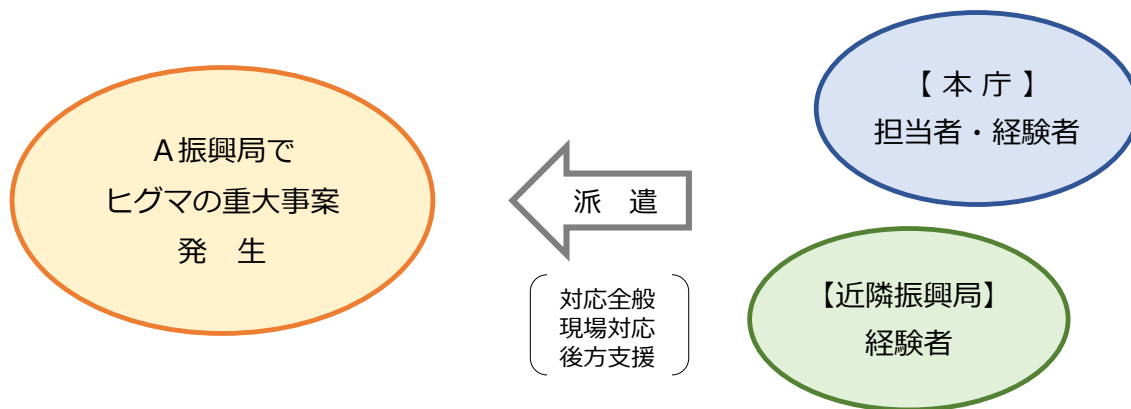 A振興局で
ヒグマの重大事案
発　生
派　遣
対応全般
現場対応
後方支援
【 本 庁 】
担当者・経験者
【近隣振興局】
経験者